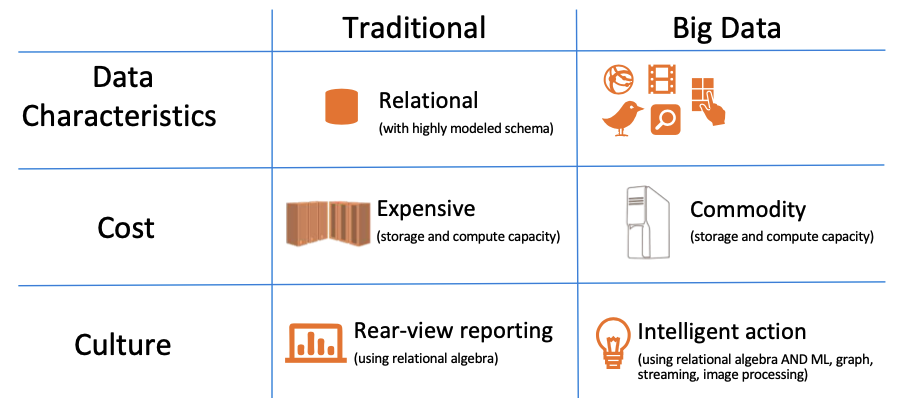 Traditional
Big Data
Data
Characteristics
Relational
(with highly modeled schema)
Cost
Expensive
(storage and compute capacity)
Commodity
(storage and compute capacity)
Culture
Rear-view reporting
(using relational algebra)
Intelligent action
(using relational algebra AND ML, graph,
streaming, image processing)